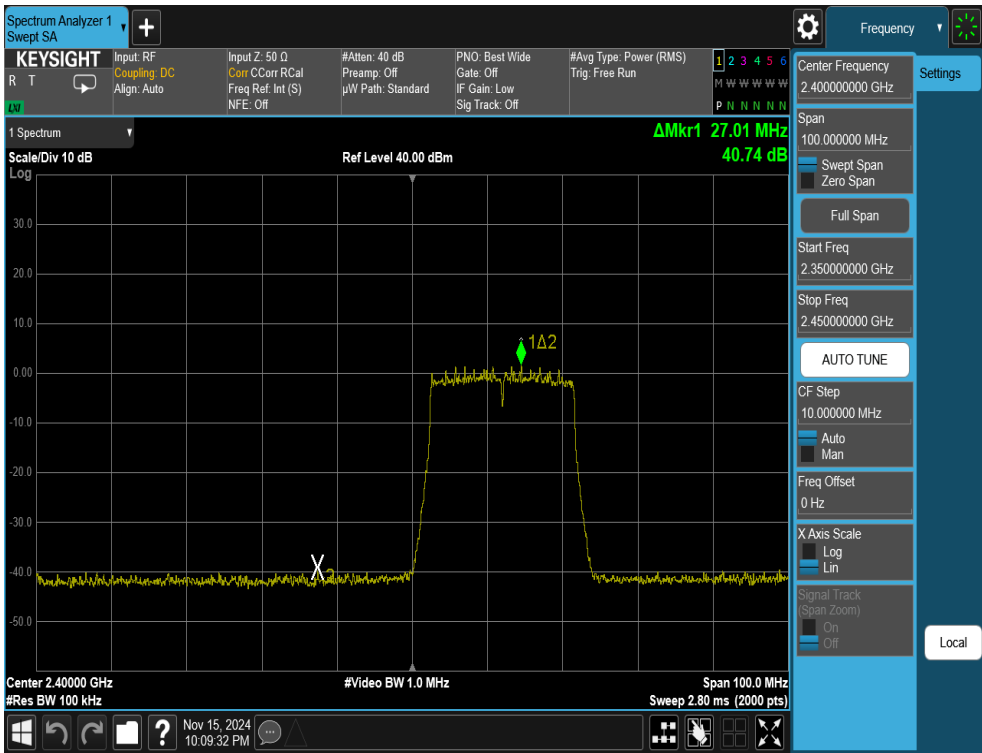 Spectrum Analyzer 1
Swept SA
Frequency
KEYSIGHT
R T
LXI
Input: RF
Coupling: DC
Align: Auto
Input Z: 50 Ω
Corr CCorr RCal
Freq Ref: Int (S)
NFE: Off
#Atten: 40 dB
Preamp: Off
µW Path: Standard
PNO: Best Wide
Gate: Off
IF Gain: Low
Sig Track: Off
#Avg Type: Power (RMS)
Trig: Free Run
1 2 3 4 5 6
M W W W W W
P N N N N N
1 Spectrum
ΔMkr1 27.01 MHz
40.74 dB
Scale/Div 10 dB
Ref Level 40.00 dBm
Log
30.0
20.0
10.0
0.00
-10.0
-20.0
-30.0
-40.0
-50.0
1Δ2
X
2
Center 2.40000 GHz
#Video BW 1.0 MHz
Span 100.0 MHz
#Res BW 100 kHz
Sweep 2.80 ms (2000 pts)
Nov 15, 2024
10:09:32 PM
Center Frequency
2.400000000 GHz
Settings
Span
100.000000 MHz
Swept Span
Zero Span
Full Span
Start Freq
2.350000000 GHz
Stop Freq
2.450000000 GHz
AUTO TUNE
CF Step
10.000000 MHz
Auto
Man
Freq Offset
0 Hz
X Axis Scale
Log
Lin
Signal Track
(Span Zoom)
On
Off
Local